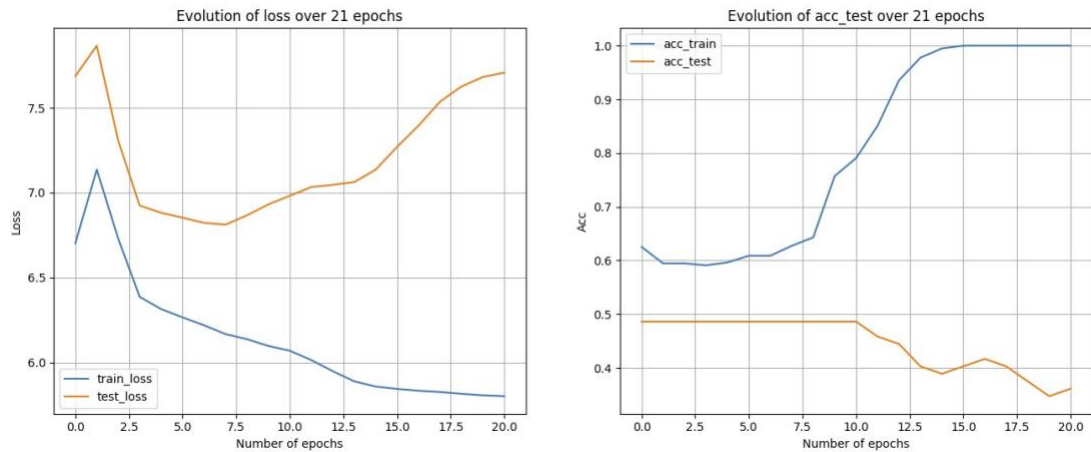 Evolution of loss over 21 epochs
7.5
7.0
6.5
6.0
Loss
train_loss
test_loss
0.0 2.5 5.0 7.5 10.0 12.5 15.0 17.5 20.0
Number of epochs
Evolution of acc_test over 21 epochs
acc_train
acc_test
1.0
0.9
0.8
0.7
0.6
0.5
0.4
Acc
0.0 2.5 5.0 7.5 10.0 12.5 15.0 17.5 20.0
Number of epochs